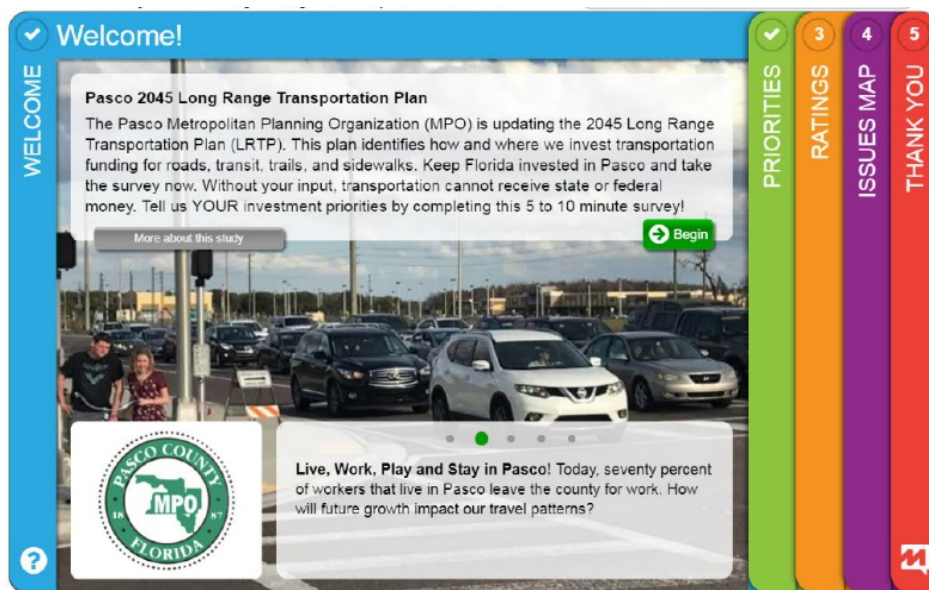 Welcome!
WELCOME
Pasco 2045 Long Range Transportation Plan
The Pasco Metropolitan Planning Organization (MPO) is updating the 2045 Long Range
Transportation Plan (LRTP). This plan identifies how and where we invest transportation
funding for roads, transit, trails, and sidewalks. Keep Florida invested in Pasco and take
the survey now. Without your input, transportation cannot receive state or federal
money. Tell us YOUR investment priorities by completing this 5 to 10 minute survey!
More about this study
Begin
PASCO COUNTY
MPO
18 87
FLORIDA
Live, Work, Play and Stay in Pasco! Today, seventy percent
of workers that live in Pasco leave the county for work. How
will future growth impact our travel patterns?
?
PRIORITIES
3
RATINGS
4
ISSUES MAP
5
THANK YOU